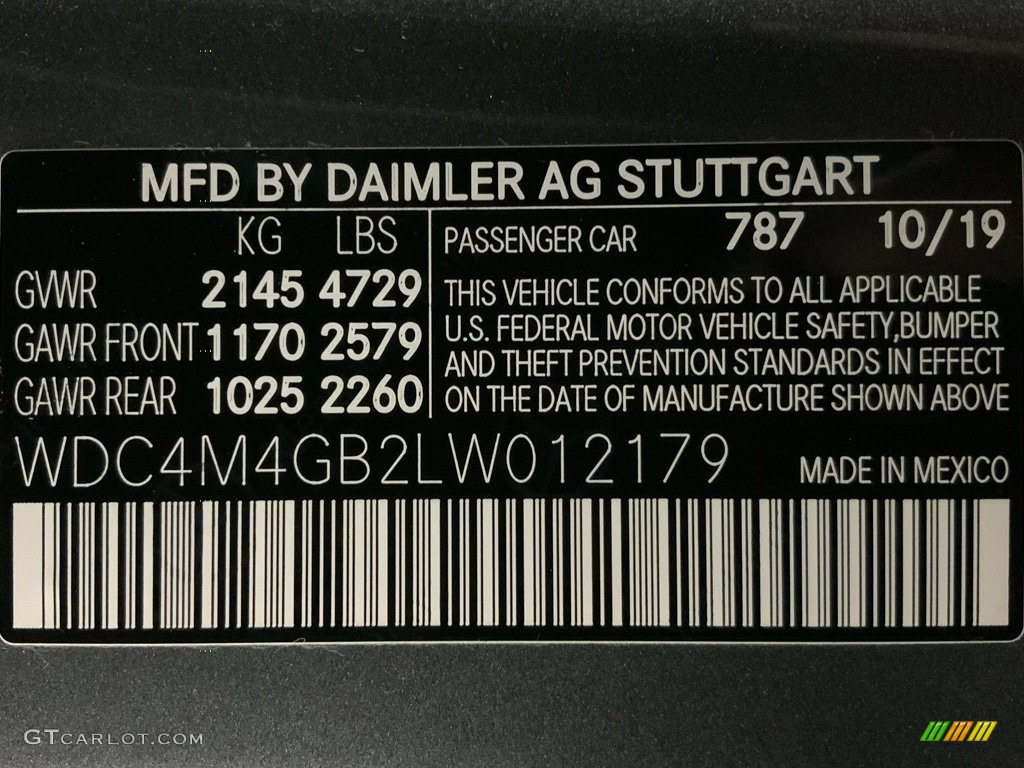 MFD BY DAIMLER AG STUTTGART
KG LBS
GVWR 2145 4729
GAWR FRONT 1170 2579
GAWR REAR 1025 2260
PASSENGER CAR 787 10/19
THIS VEHICLE CONFORMS TO ALL APPLICABLE
U.S. FEDERAL MOTOR VEHICLE SAFETY,BUMPER
AND THEFT PREVENTION STANDARDS IN EFFECT
ON THE DATE OF MANUFACTURE SHOWN ABOVE
WDC4M4GB2LW012179
MADE IN MEXICO
GTCARLOT.COM